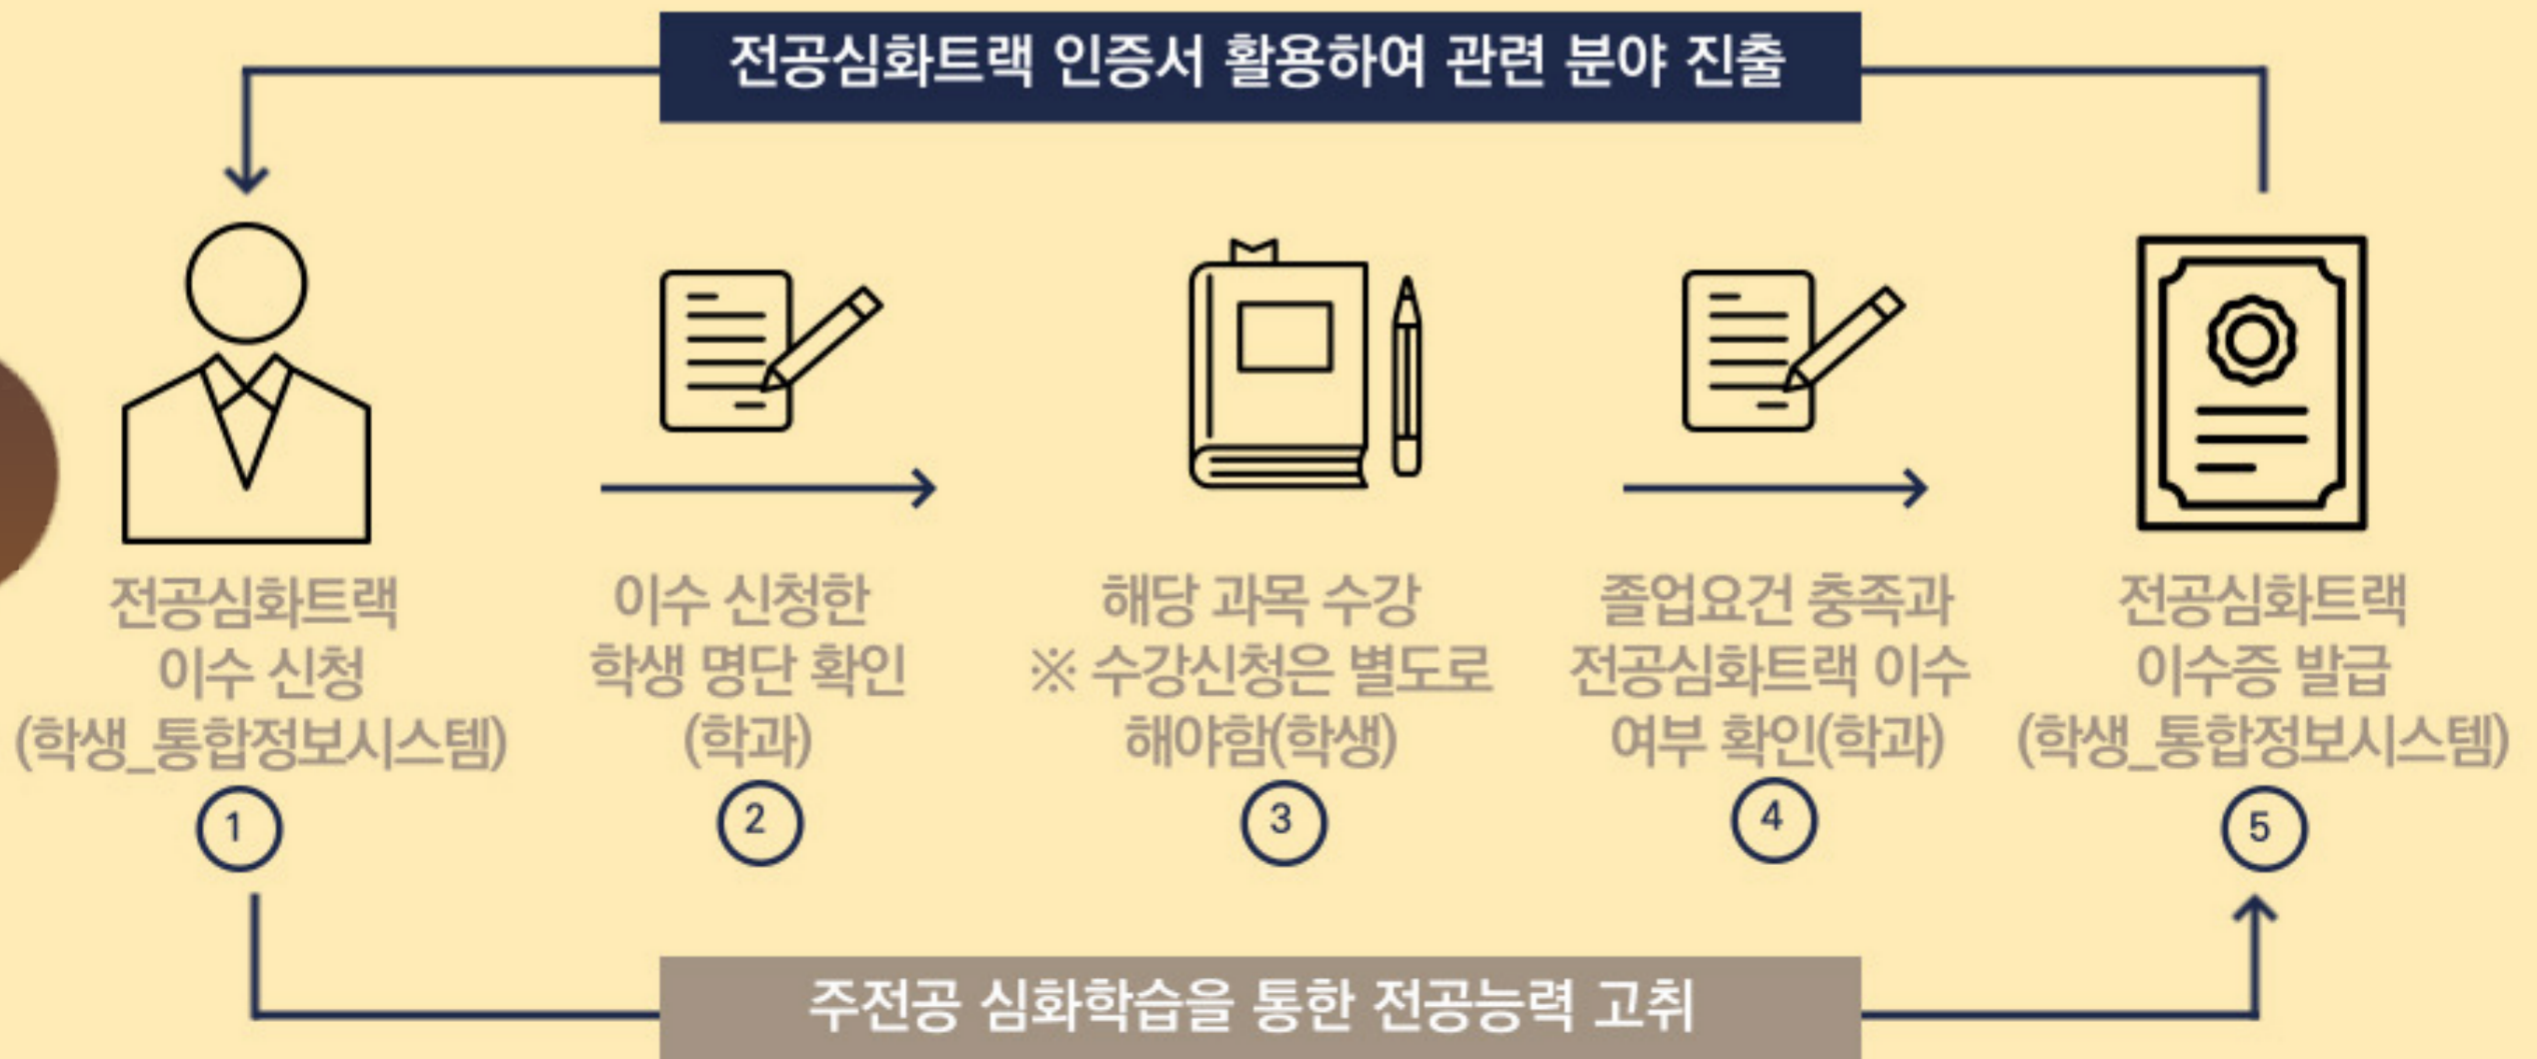 전공심화트랙 인증서 활용하여 관련 분야 진출
전공심화트랙
이수 신청
(학생_통합정보시스템)
1
이수 신청한
학생 명단 확인
(학과)
2
해당 과목 수강
※ 수강신청은 별도로
해야함(학생)
3
졸업요건 충족과
전공심화트랙 이수
여부 확인(학과)
4
전공심화트랙
이수증 발급
(학생_통합정보시스템)
5
주전공 심화학습을 통한 전공능력 고취